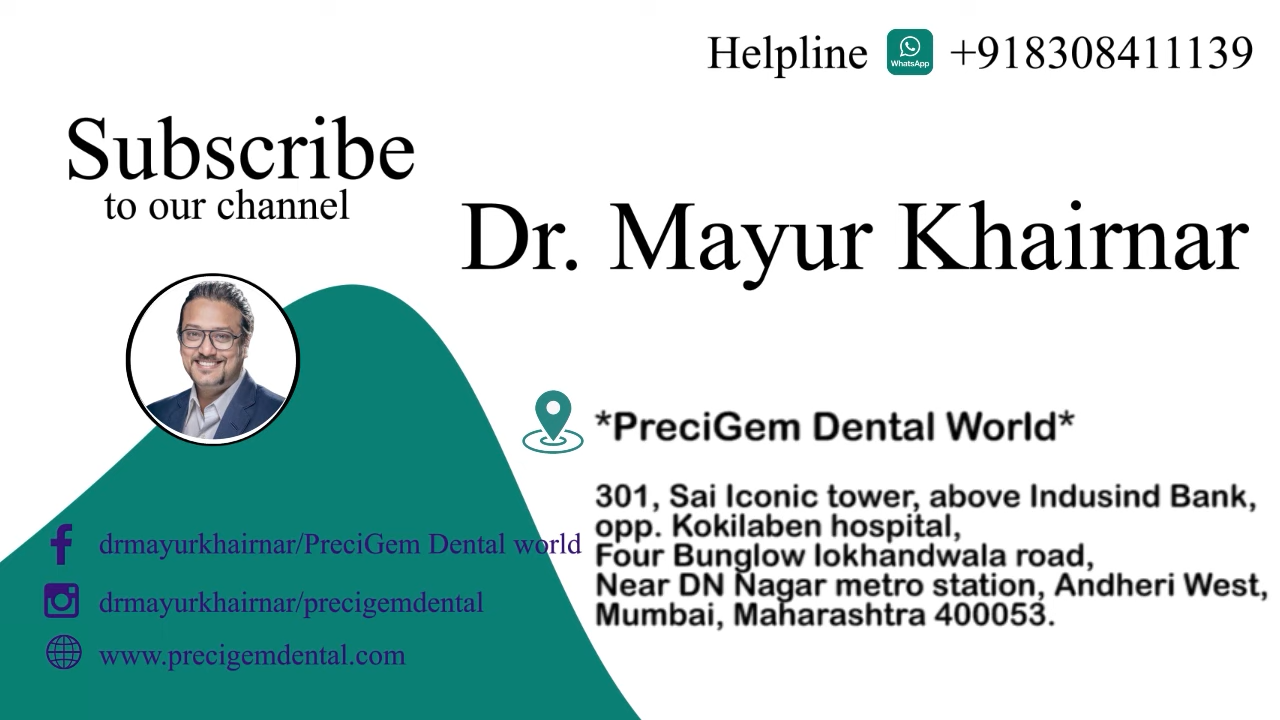 Helpline WhatsApp +918308411139
Subscribe
to our channel
Dr. Mayur Khairnar
*PreciGem Dental World*
301, Sai Iconic tower, above Indusind Bank,
opp. Kokilaben hospital,
Four Bunglow lokhandwala road,
Near DN Nagar metro station, Andheri West,
Mumbai, Maharashtra 400053.
drmayurkhairnar/PreciGem Dental world
drmayurkhairnar/precigemdental
www.precigemdental.com